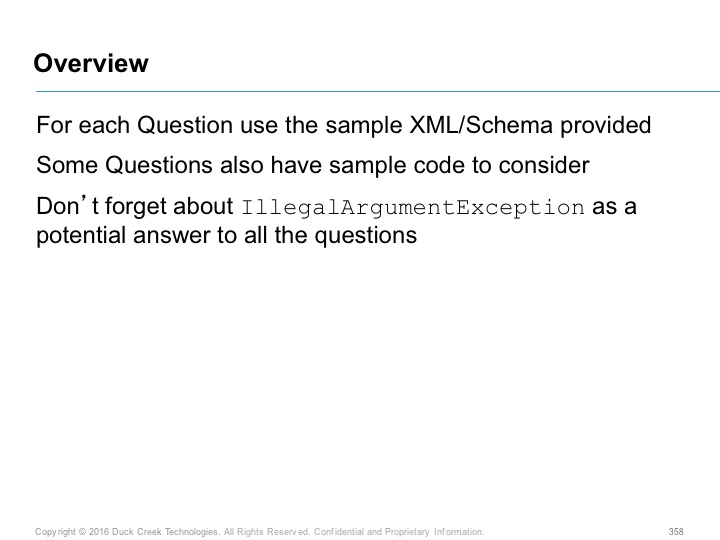 Overview
For each Question use the sample XML/Schema provided
Some Questions also have sample code to consider
Don’t forget about IllegalArgumentException as a
potential answer to all the questions
Copyright © 2016 Duck Creek Technologies. All Rights Reserved. Confidential and Proprietary Information.
358